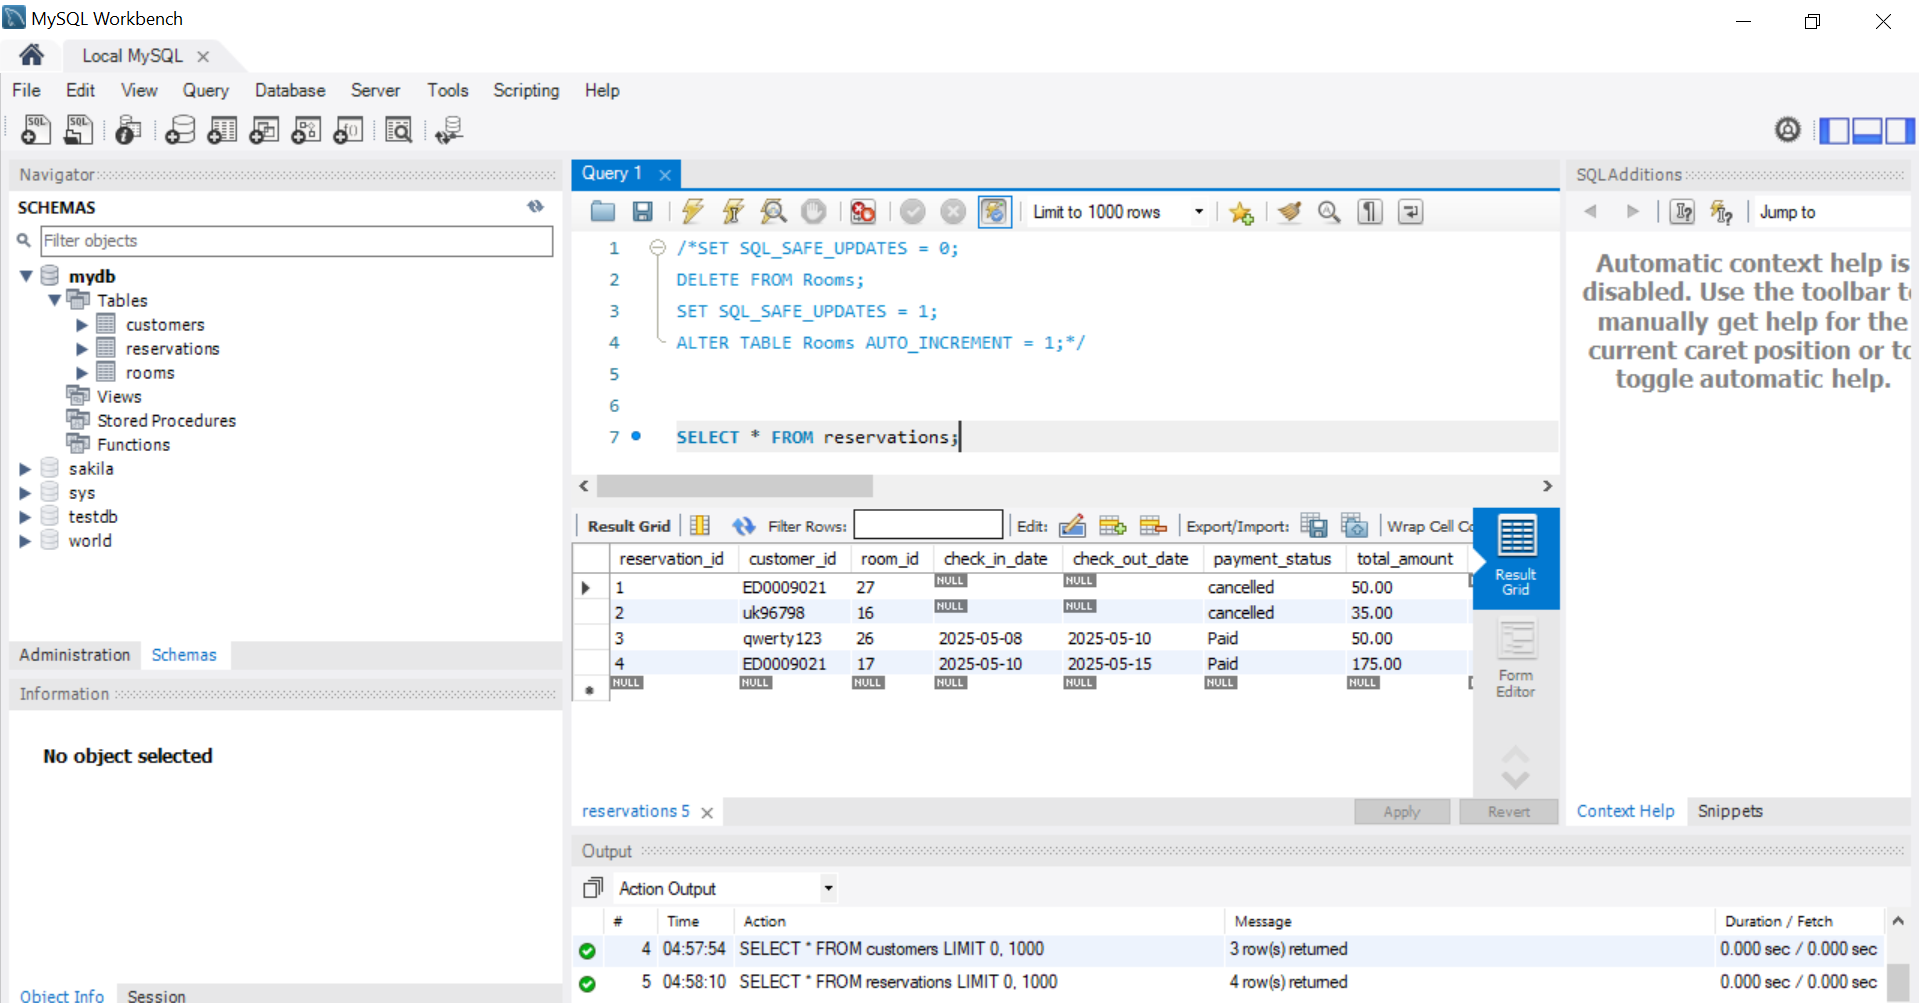 MySQL Workbench
Local MySQL
File Edit View Query Database Server Tools Scripting Help
Navigator
SCHEMAS
Filter objects
mydb
Tables
customers
reservations
rooms
Views
Stored Procedures
Functions
sakila
sys
testdb
world
Administration Schemas
Information
No object selected
Object Info Session
Query 1
Limit to 1000 rows
1 /*SET SQL_SAFE_UPDATES = 0;
2 DELETE FROM Rooms;
3 SET SQL_SAFE_UPDATES = 1;
4 ALTER TABLE Rooms AUTO_INCREMENT = 1;*/
5
6
7 SELECT * FROM reservations;
Result Grid Filter Rows: Edit: Export/Import: Wrap Cell Co
reservation_id customer_id room_id check_in_date check_out_date payment_status total_amount
1 ED0009021 27 NULL NULL cancelled 50.00
2 uk96798 16 NULL NULL cancelled 35.00
3 qwerty123 26 2025-05-08 2025-05-10 Paid 50.00
4 ED0009021 17 2025-05-10 2025-05-15 Paid 175.00
NULL NULL NULL NULL NULL NULL NULL
Result
Grid
Form
Editor
reservations 5 Apply Revert
SQLAdditions
Jump to
Automatic context help is
disabled. Use the toolbar to
manually get help for the
current caret position or to
toggle automatic help.
Context Help Snippets
Output
Action Output
# Time Action Message Duration / Fetch
4 04:57:54 SELECT * FROM customers LIMIT 0, 1000 3 row(s) returned 0.000 sec / 0.000 sec
5 04:58:10 SELECT * FROM reservations LIMIT 0, 1000 4 row(s) returned 0.000 sec / 0.000 sec